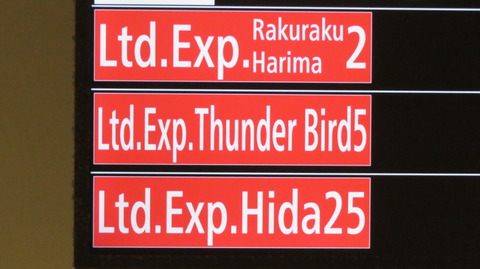 Ltd.Exp. Rakuraku Harima 2
Ltd.Exp.Thunder Bird5
Ltd.Exp.Hida25